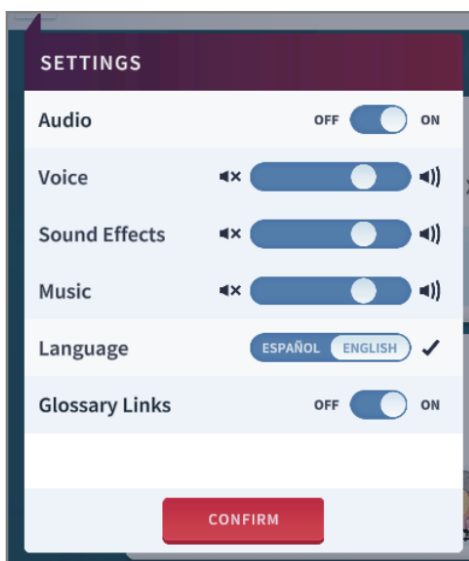 SETTINGS
Audio OFF ON
Voice
Sound Effects
Music
Language ESPAÑOL ENGLISH
Glossary Links OFF ON
CONFIRM